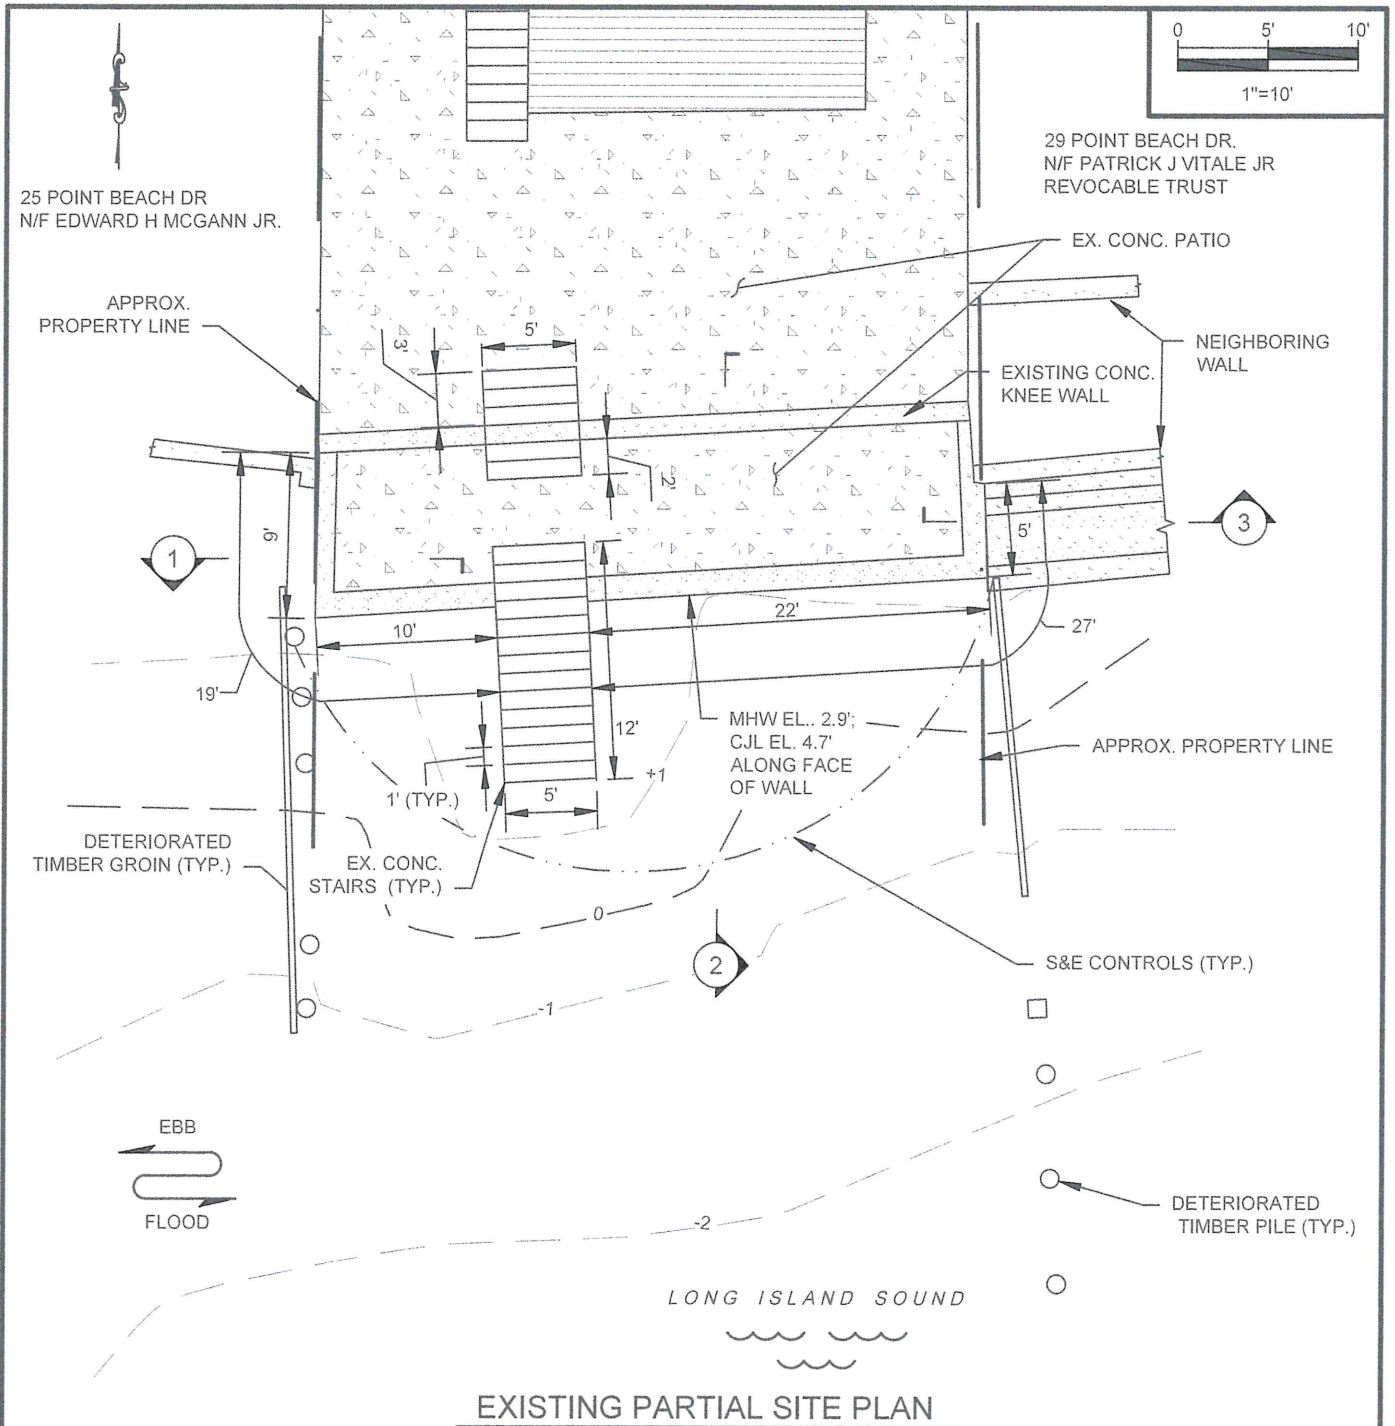 0 5' 10'
1"=10'
29 POINT BEACH DR.
N/F PATRICK J VITALE JR
REVOCABLE TRUST
25 POINT BEACH DR
N/F EDWARD H MCGANN JR.
EX. CONC. PATIO
APPROX.
PROPERTY LINE
5'
3'
NEIGHBORING
WALL
EXISTING CONC.
KNEE WALL
2'
9'
5'
1
3
10'
22'
27'
19'
12'
MHW EL.. 2.9';
CJL EL. 4.7'
ALONG FACE
OF WALL
APPROX. PROPERTY LINE
+1
1' (TYP.)
5'
DETERIORATED
TIMBER GROIN (TYP.)
EX. CONC.
STAIRS (TYP.)
0
2
S&E CONTROLS (TYP.)
-1
EBB
FLOOD
DETERIORATED
TIMBER PILE (TYP.)
-2
LONG ISLAND SOUND
EXISTING PARTIAL SITE PLAN